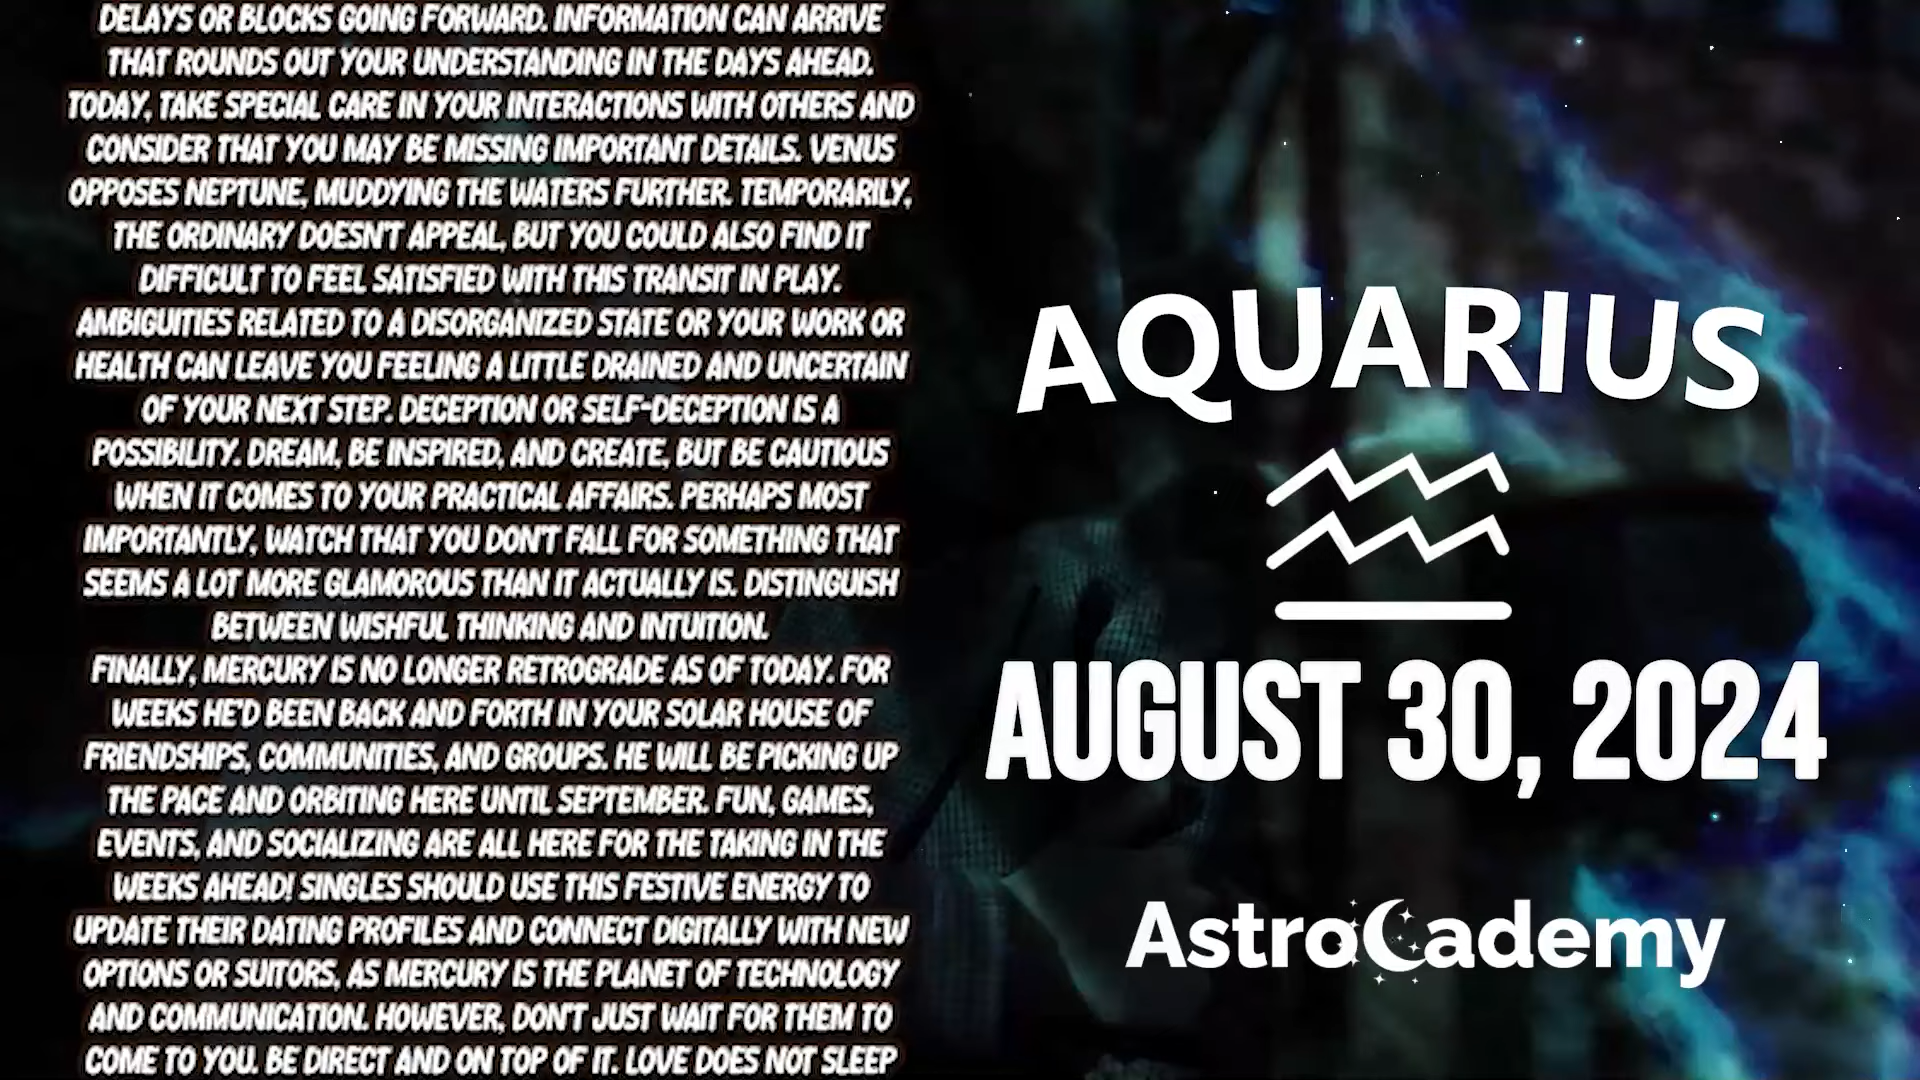 DELAYS OR BLOCKS GOING FORWARD. INFORMATION CAN ARRIVE
THAT ROUNDS OUT YOUR UNDERSTANDING IN THE DAYS AHEAD.
TODAY, TAKE SPECIAL CARE IN YOUR INTERACTIONS WITH OTHERS AND
CONSIDER THAT YOU MAY BE MISSING IMPORTANT DETAILS. VENUS
OPPOSES NEPTUNE, MUDDYING THE WATERS FURTHER. TEMPORARILY,
THE ORDINARY DOESN'T APPEAL, BUT YOU COULD ALSO FIND IT
DIFFICULT TO FEEL SATISFIED WITH THIS TRANSIT IN PLAY.
AMBIGUITIES RELATED TO A DISORGANIZED STATE OR YOUR WORK OR
HEALTH CAN LEAVE YOU FEELING A LITTLE DRAINED AND UNCERTAIN
OF YOUR NEXT STEP. DECEPTION OR SELF-DECEPTION IS A
POSSIBILITY. DREAM, BE INSPIRED, AND CREATE, BUT BE CAUTIOUS
WHEN IT COMES TO YOUR PRACTICAL AFFAIRS. PERHAPS MOST
IMPORTANTLY, WATCH THAT YOU DON'T FALL FOR SOMETHING THAT
SEEMS A LOT MORE GLAMOROUS THAN IT ACTUALLY IS. DISTINGUISH
BETWEEN WISHFUL THINKING AND INTUITION.
FINALLY, MERCURY IS NO LONGER RETROGRADE AS OF TODAY. FOR
WEEKS HE'D BEEN BACK AND FORTH IN YOUR SOLAR HOUSE OF
FRIENDSHIPS, COMMUNITIES, AND GROUPS. HE WILL BE PICKING UP
THE PACE AND ORBITING HERE UNTIL SEPTEMBER. FUN, GAMES,
EVENTS, AND SOCIALIZING ARE ALL HERE FOR THE TAKING IN THE
WEEKS AHEAD! SINGLES SHOULD USE THIS FESTIVE ENERGY TO
UPDATE THEIR DATING PROFILES AND CONNECT DIGITALLY WITH NEW
OPTIONS OR SUITORS, AS MERCURY IS THE PLANET OF TECHNOLOGY
AND COMMUNICATION. HOWEVER, DON'T JUST WAIT FOR THEM TO
COME TO YOU. BE DIRECT AND ON TOP OF IT. LOVE DOES NOT SLEEP
AQUARIUS
AUGUST 30, 2024
AstroCademy